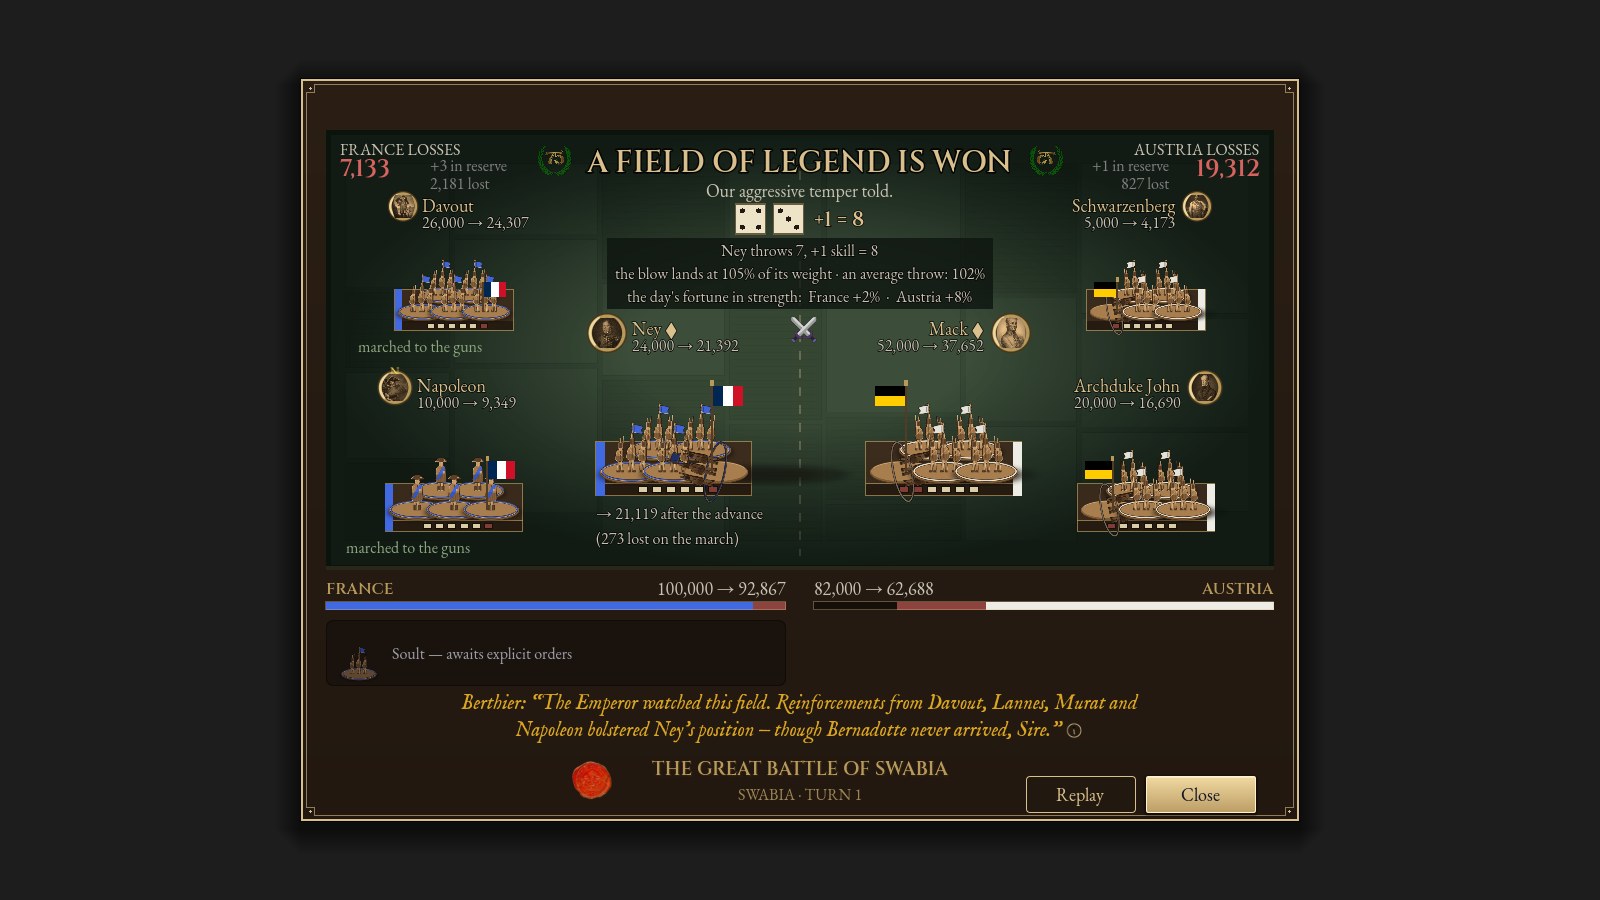 FRANCE LOSSES
7,133
+3 in reserve
2,181 lost
A FIELD OF LEGEND IS WON
Our aggressive temper told.
+1 = 8
AUSTRIA LOSSES
19,312
+1 in reserve
827 lost
Davout
26,000 → 24,307
Schwarzenberg
5,000 → 4,173
Ney throws 7, +1 skill = 8
the blow lands at 105% of its weight · an average throw: 102%
the day's fortune in strength: France +2% · Austria +8%
Ney ♦
24,000 → 21,392
Mack ♦
52,000 → 37,652
marched to the guns
N
Napoleon
10,000 → 9,349
Archduke John
20,000 → 16,690
→ 21,119 after the advance
(273 lost on the march)
marched to the guns
FRANCE
100,000 → 92,867
82,000 → 62,688
AUSTRIA
Soult — awaits explicit orders
Berthier: “The Emperor watched this field. Reinforcements from Davout, Lannes, Murat and
Napoleon bolstered Ney’s position — though Bernadotte never arrived, Sire.”
THE GREAT BATTLE OF SWABIA
SWABIA · TURN 1
Replay
Close